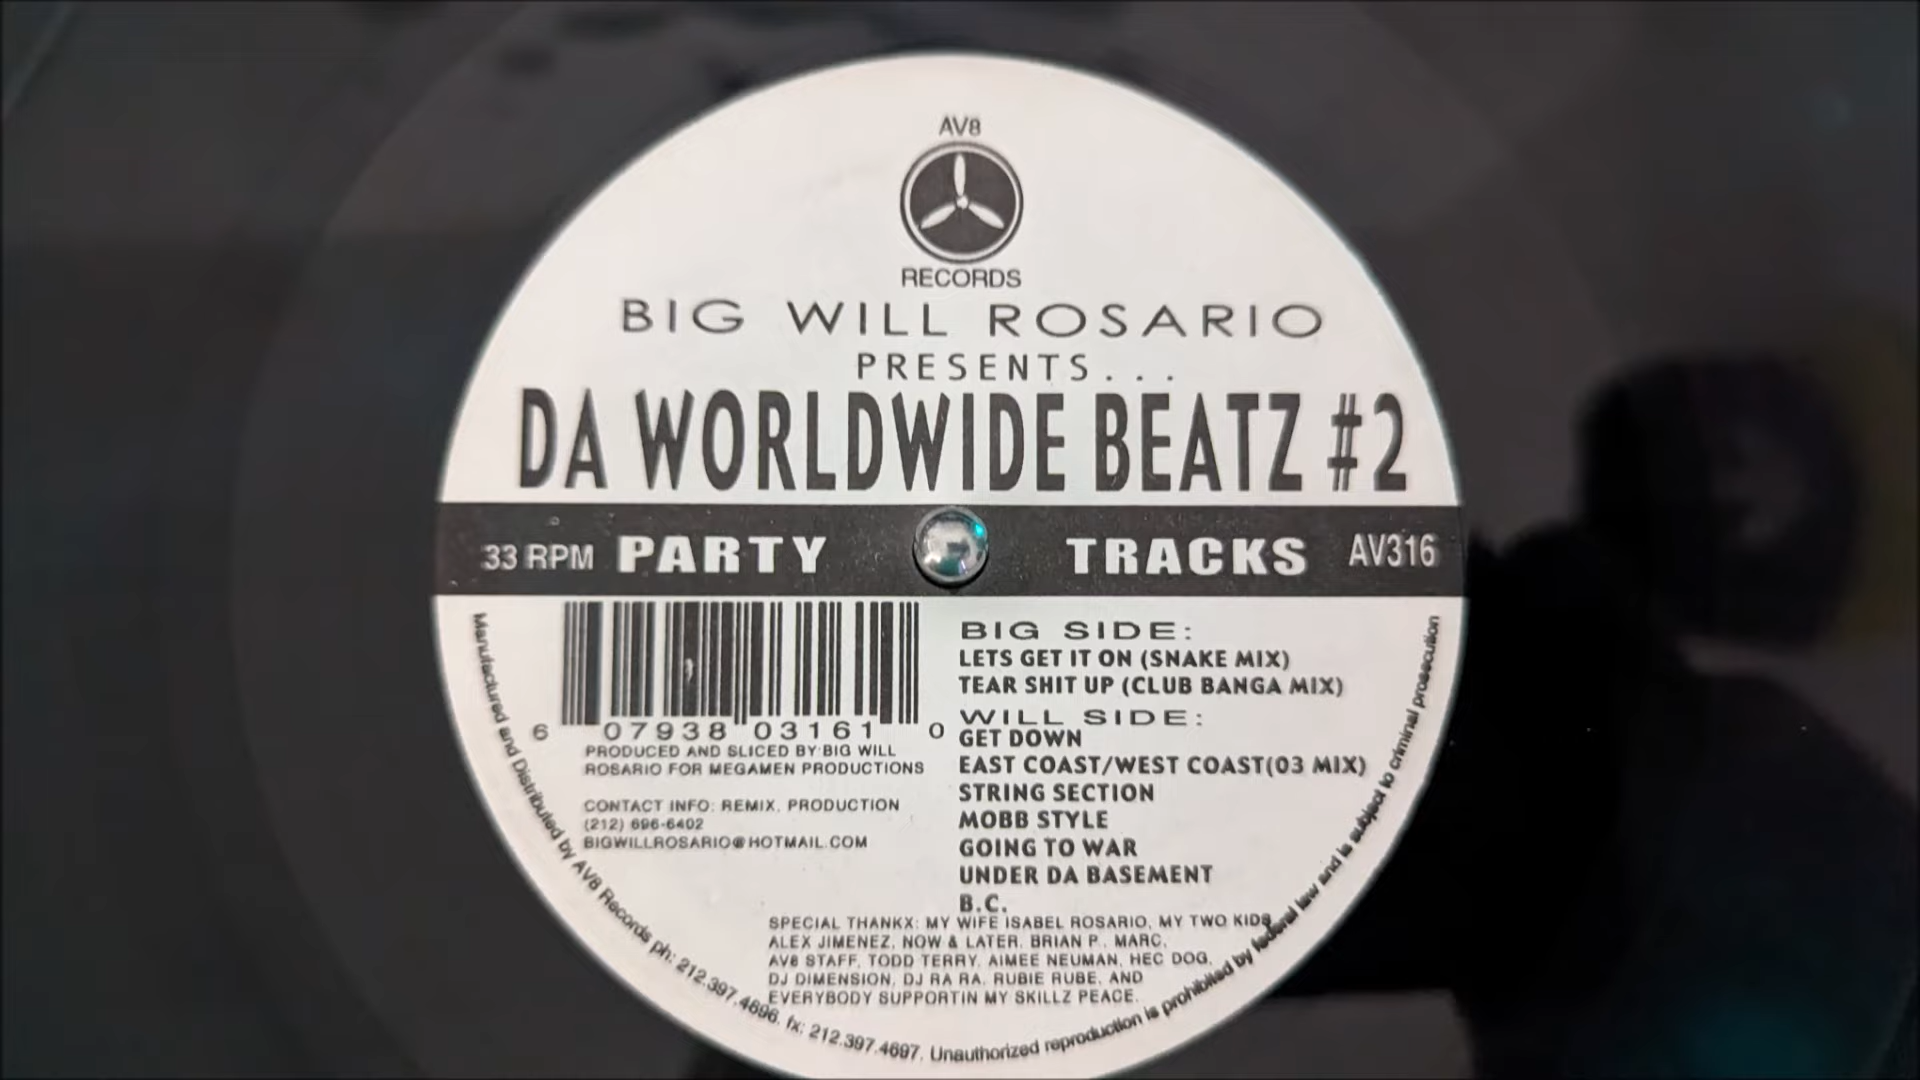 AV8
RECORDS
BIG WILL ROSARIO
PRESENTS...
DA WORLDWIDE BEATZ #2
33 RPM PARTY TRACKS AV316
6 07938 03161 0
PRODUCED AND SLICED BY BIG WILL
ROSARIO FOR MEGAMEN PRODUCTIONS
CONTACT INFO: REMIX, PRODUCTION
(212) 696-6402
BIGWILLROSARIO@HOTMAIL.COM
BIG SIDE:
LETS GET IT ON (SNAKE MIX)
TEAR SHIT UP (CLUB BANGA MIX)
WILL SIDE:
GET DOWN
EAST COAST/WEST COAST(03 MIX)
STRING SECTION
MOBB STYLE
GOING TO WAR
UNDER DA BASEMENT
B.C.
SPECIAL THANKX: MY WIFE ISABEL ROSARIO, MY TWO KIDS,
ALEX JIMENEZ, NOW & LATER, BRIAN P., MARC,
AV8 STAFF, TODD TERRY, AIMEE NEUMAN, HEC DOG,
DJ DIMENSION, DJ RA RA, RUBIE RUBE, AND
EVERYBODY SUPPORTIN MY SKILLZ PEACE.
Manufactured and Distributed by AV8 Records ph: 212.397.4696. fx: 212.397.4697. Unauthorized reproduction is prohibited by federal law and is subject to criminal prosecution